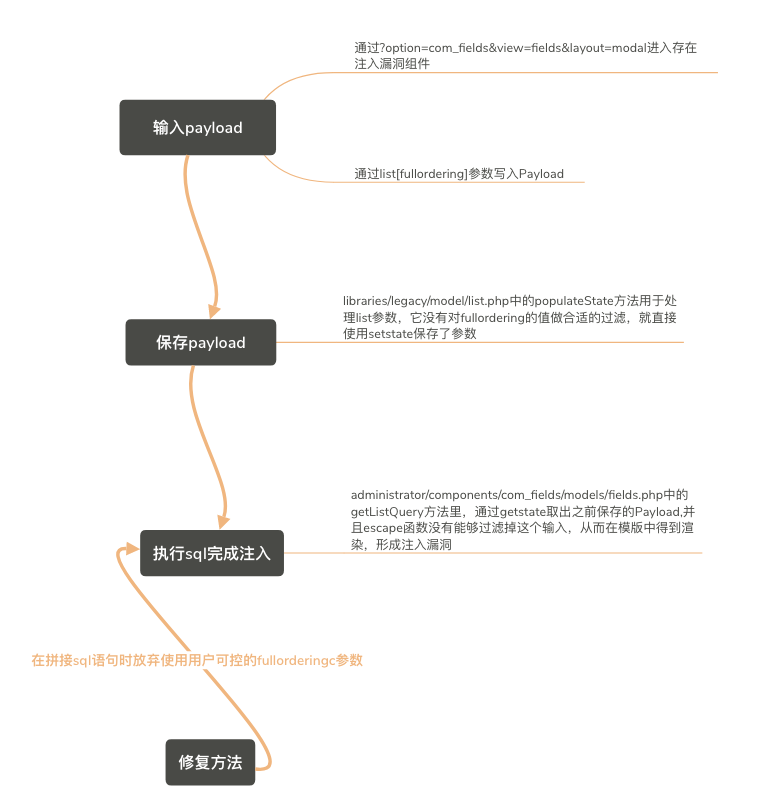 通过?option=com_fields&view=fields&layout=modal进入存在
注入漏洞组件
输入payload
通过list[fullordering]参数写入Payload
libraries/legacy/model/list.php中的populateState方法用于处
理list参数，它没有对fullordering的值做合适的过滤，就直接
使用setstate保存了参数
保存payload
administrator/components/com_fields/models/fields.php中的
getListQuery方法里，通过getstate取出之前保存的Payload,并
且escape函数没有能够过滤掉这个输入，从而在模版中得到渲
染，形成注入漏洞
执行sql完成注入
在拼接sql语句时放弃使用用户可控的fullorderingc参数
修复方法